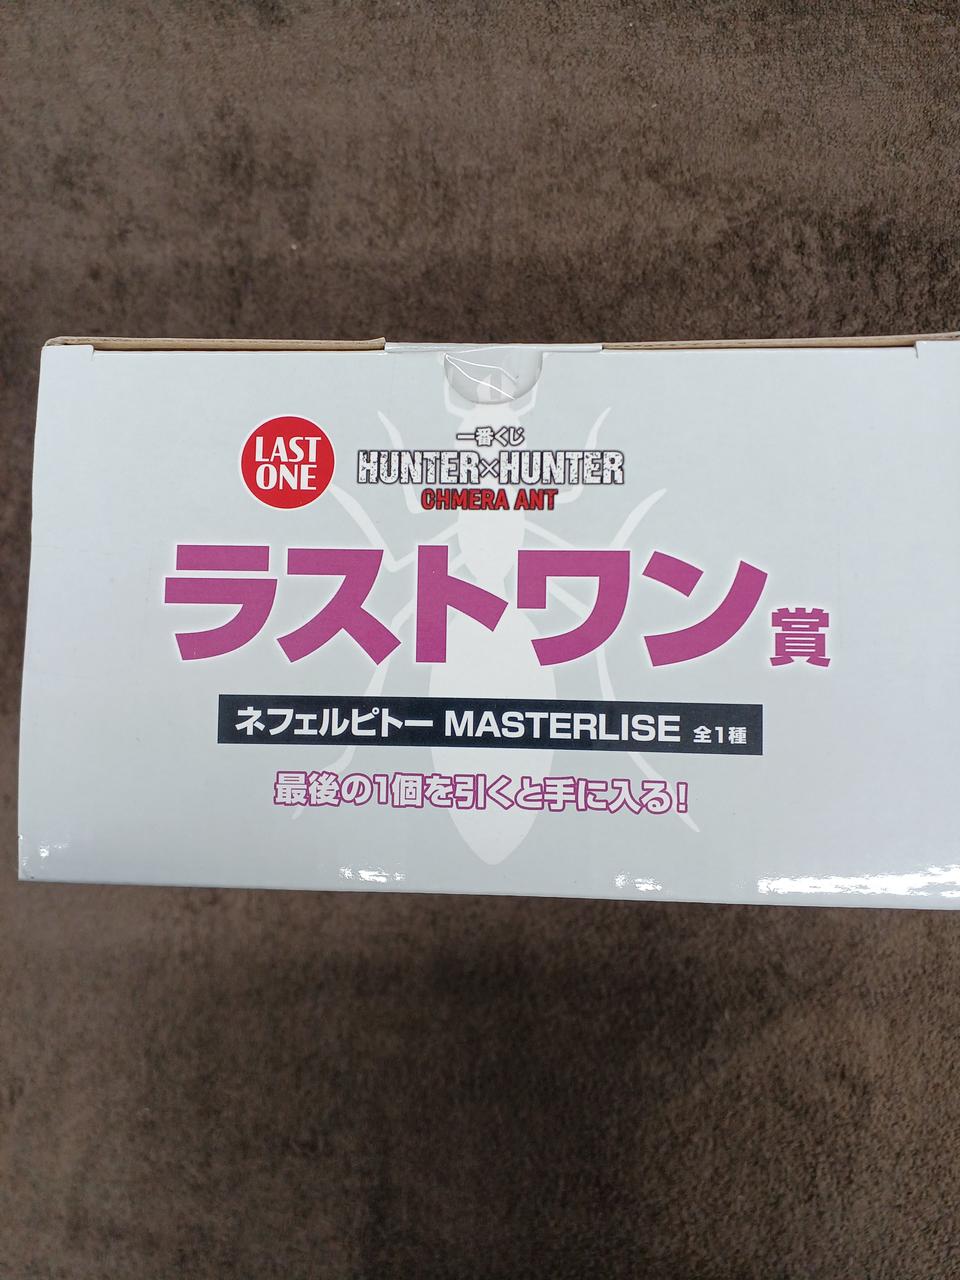 LAST
ONE
一番くじ
HUNTER×HUNTER
CHMERA ANT
ラストワン賞
ネフェルピトー MASTERLISE 全1種
最後の1個を引くと手に入る!